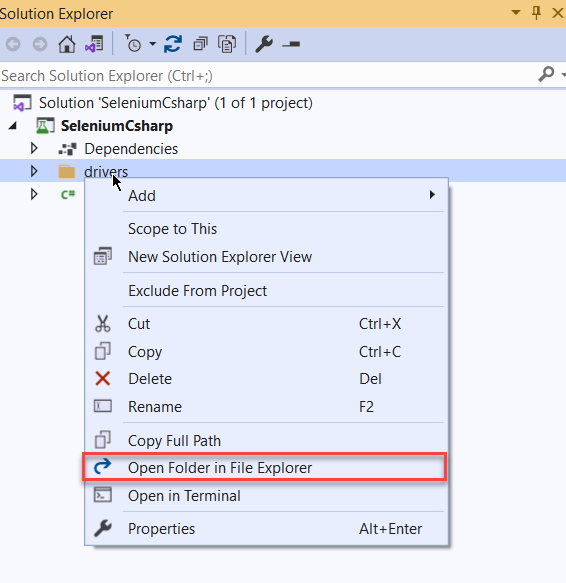 Solution Explorer
Search Solution Explorer (Ctrl+;)
Solution 'SeleniumCsharp' (1 of 1 project)
SeleniumCsharp
Dependencies
drivers
C#
Add
Scope to This
New Solution Explorer View
Exclude From Project
Cut Ctrl+X
Copy Ctrl+C
Delete Del
Rename F2
Copy Full Path
Open Folder in File Explorer
Open in Terminal
Properties Alt+Enter